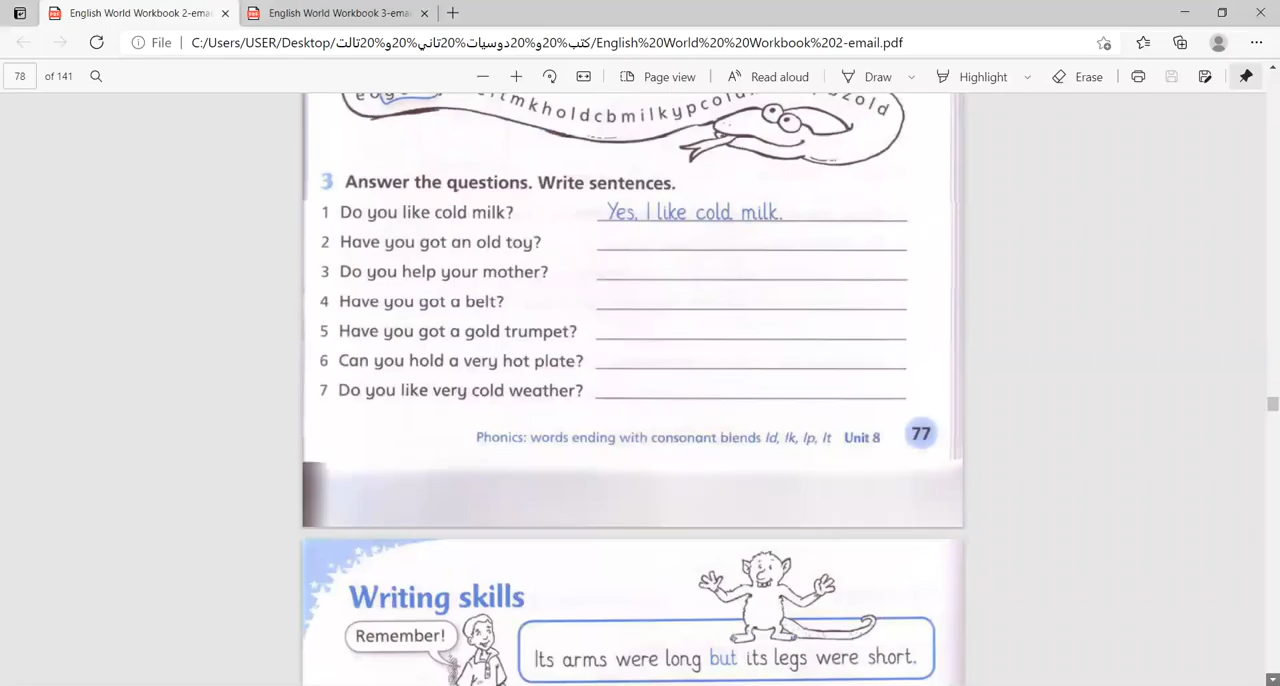 English World Workbook 2-emai
English World Workbook 3-emai
File
C:/Users/USER/Desktop/كتب%20و%20دوسيات%20تاني%20و%20تالت/English%20World%20%20Workbook%202-email.pdf
78 of 141
Page view
Read aloud
Draw
Highlight
Erase
mkholdcbmilkypcol
old
3 Answer the questions. Write sentences.
1 Do you like cold milk? Yes, I like cold milk.
2 Have you got an old toy?
3 Do you help your mother?
4 Have you got a belt?
5 Have you got a gold trumpet?
6 Can you hold a very hot plate?
7 Do you like very cold weather?
Phonics: words ending with consonant blends ld, lk, lp, lt Unit 8 77
Writing skills
Remember!
Its arms were long but its legs were short.